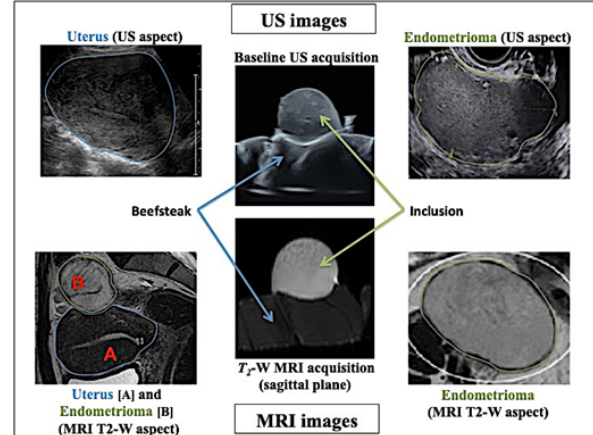 US images
Uterus (US aspect)
Baseline US acquisition
Endometrioma (US aspect)
Beefsteak
Inclusion
B
A
T₂-W MRI acquisition
(sagittal plane)
Uterus [A] and
Endometrioma [B]
(MRI T2-W aspect)
Endometrioma
(MRI T2-W aspect)
MRI images